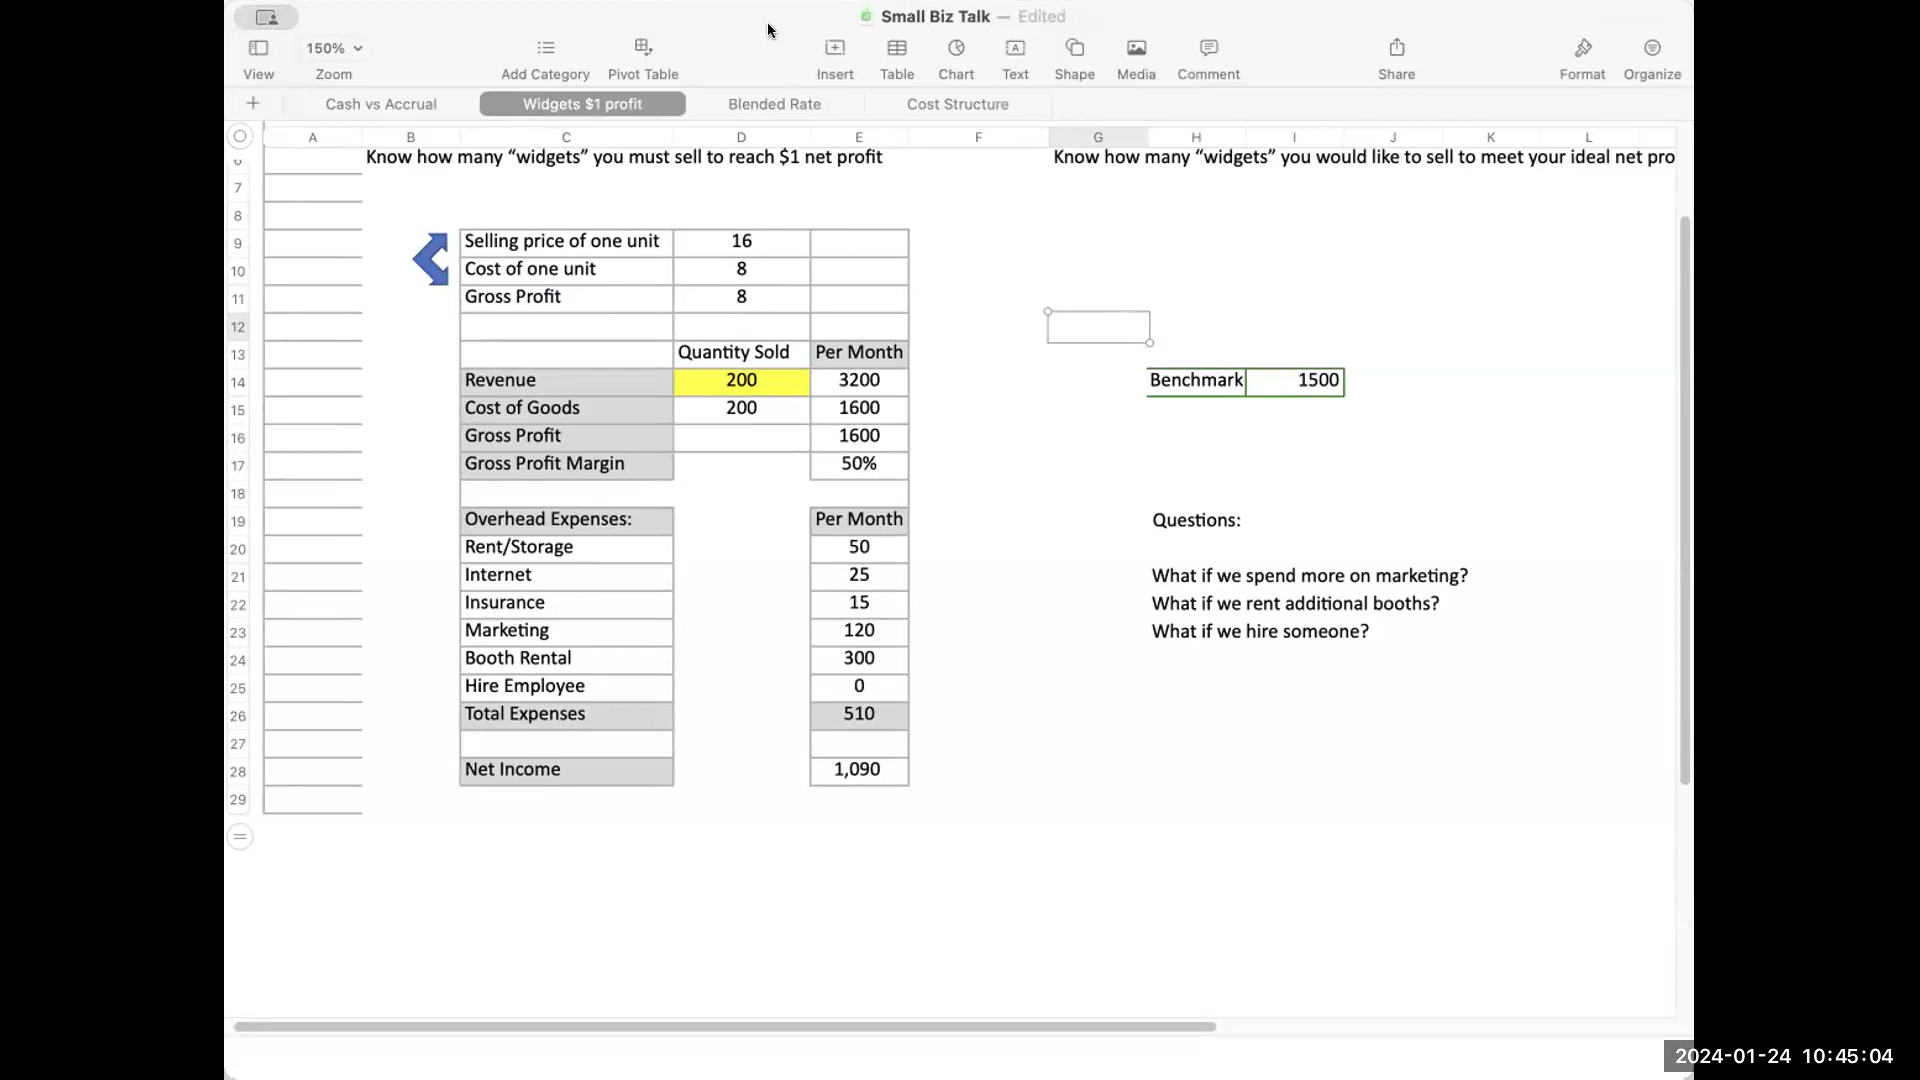 Small Biz Talk — Edited
150%
View Zoom Add Category Pivot Table Insert Table Chart Text Shape Media Comment Share Format Organize
+ Cash vs Accrual Widgets $1 profit Blended Rate Cost Structure
A B C D E F G H I J K L
Know how many “widgets” you must sell to reach $1 net profit Know how many “widgets” you would like to sell to meet your ideal net pro
7
8
9 Selling price of one unit 16
10 Cost of one unit 8
11 Gross Profit 8
12
13 Quantity Sold Per Month
14 Revenue 200 3200 Benchmark 1500
15 Cost of Goods 200 1600
16 Gross Profit 1600
17 Gross Profit Margin 50%
18
19 Overhead Expenses: Per Month Questions:
20 Rent/Storage 50
21 Internet 25 What if we spend more on marketing?
22 Insurance 15 What if we rent additional booths?
23 Marketing 120 What if we hire someone?
24 Booth Rental 300
25 Hire Employee 0
26 Total Expenses 510
27
28 Net Income 1,090
29
2024-01-24 10:45:04